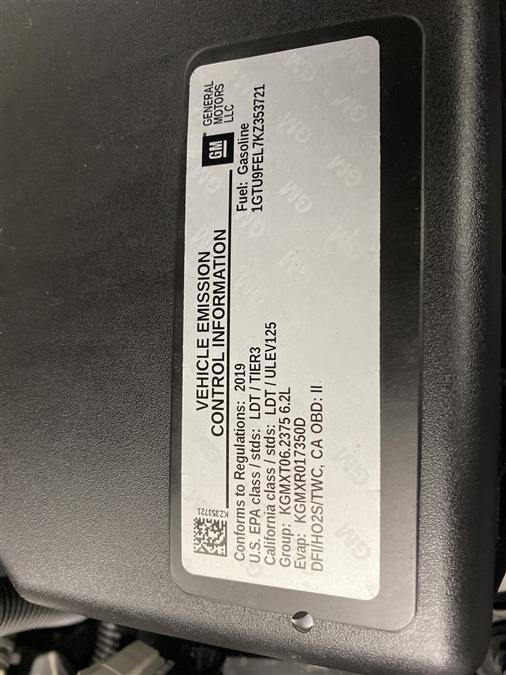 KZ353721
VEHICLE EMISSION
CONTROL INFORMATION
GM
GENERAL
MOTORS
LLC
Conforms to Regulations: 2019
Fuel: Gasoline
U.S. EPA class / stds: LDT / TIER3
1GTU9FEL7KZ353721
California class / stds: LDT / ULEV125
Group: KGMXT06.2375 6.2L
Evap: KGMXR017350D
DFI/HO2S/TWC, CA OBD: II